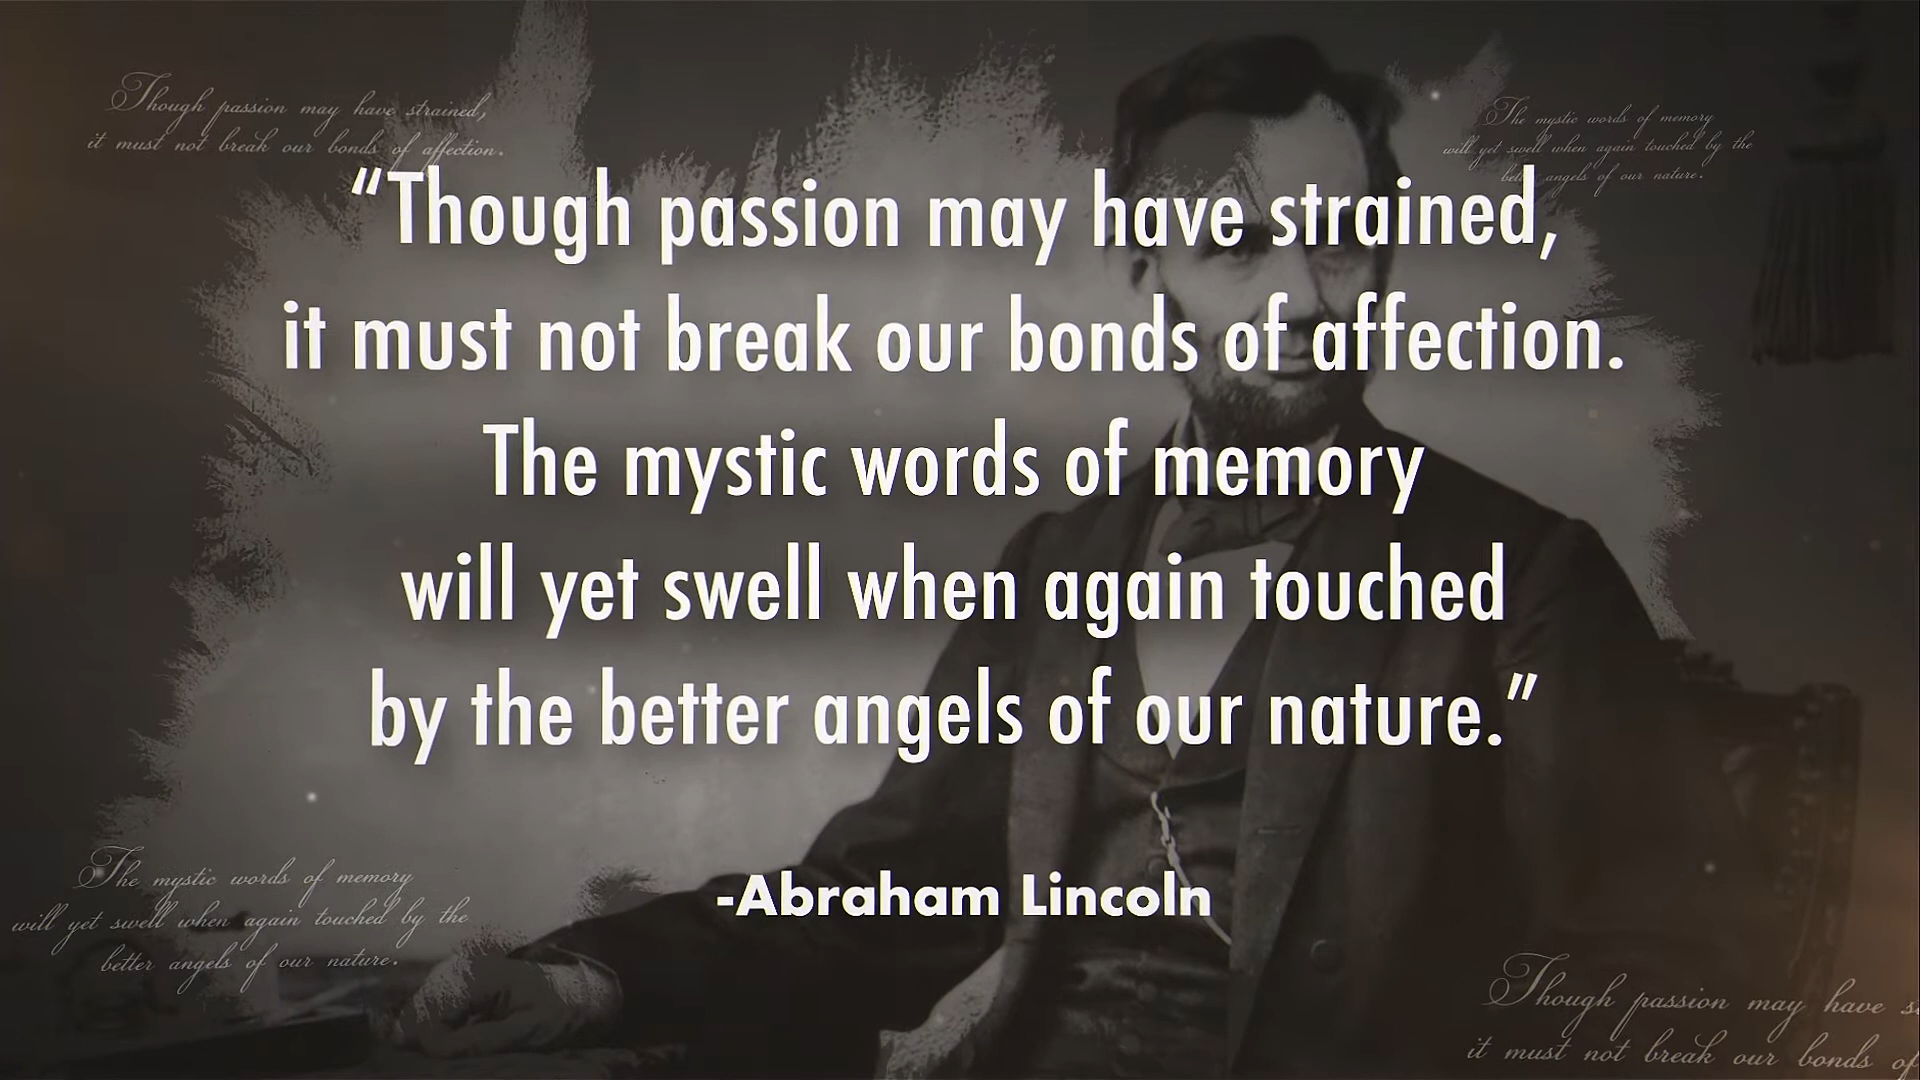 Though passion may have strained,
it must not break our bonds of affection.
The mystic words of memory
will yet swell when again touched by the
better angels of our nature.
“Though passion may have strained,
it must not break our bonds of affection.
The mystic words of memory
will yet swell when again touched
by the better angels of our nature.”
-Abraham Lincoln
The mystic words of memory
will yet swell when again touched by the
better angels of our nature.
Though passion may have
it must not break our bonds of